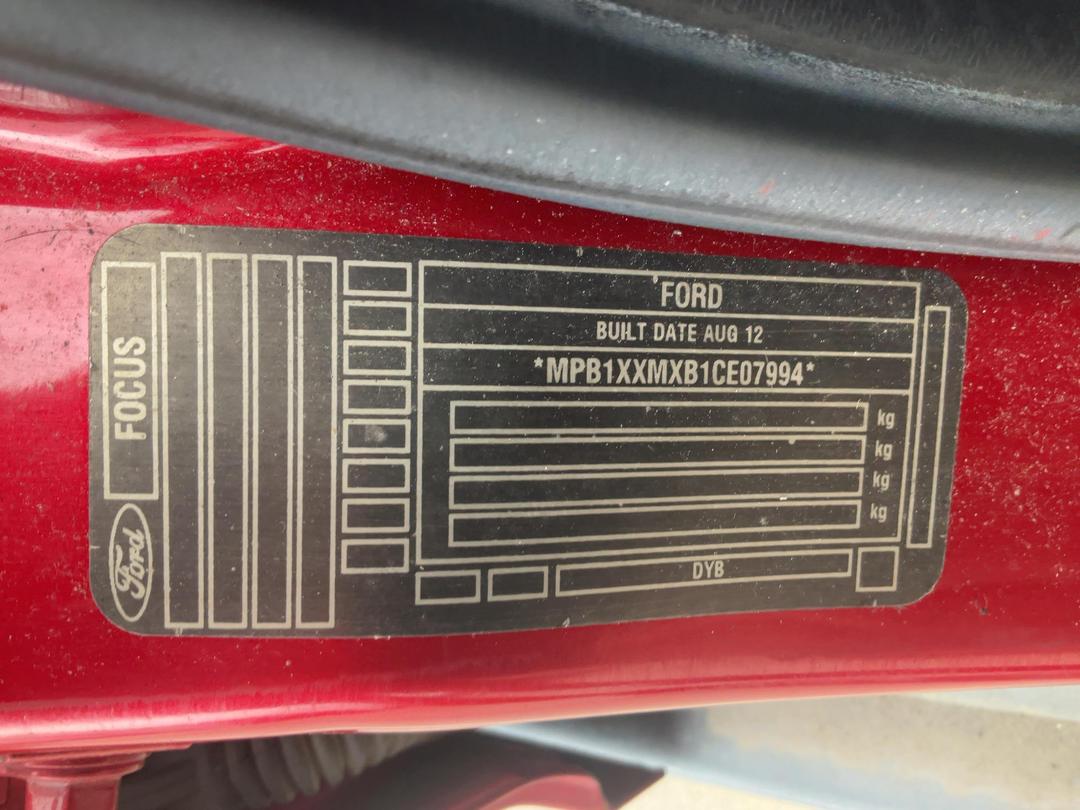 FORD
BUILT DATE AUG 12
*MPB1XXMXB1CE07994*
kg
kg
kg
kg
DYB
FOCUS
Ford